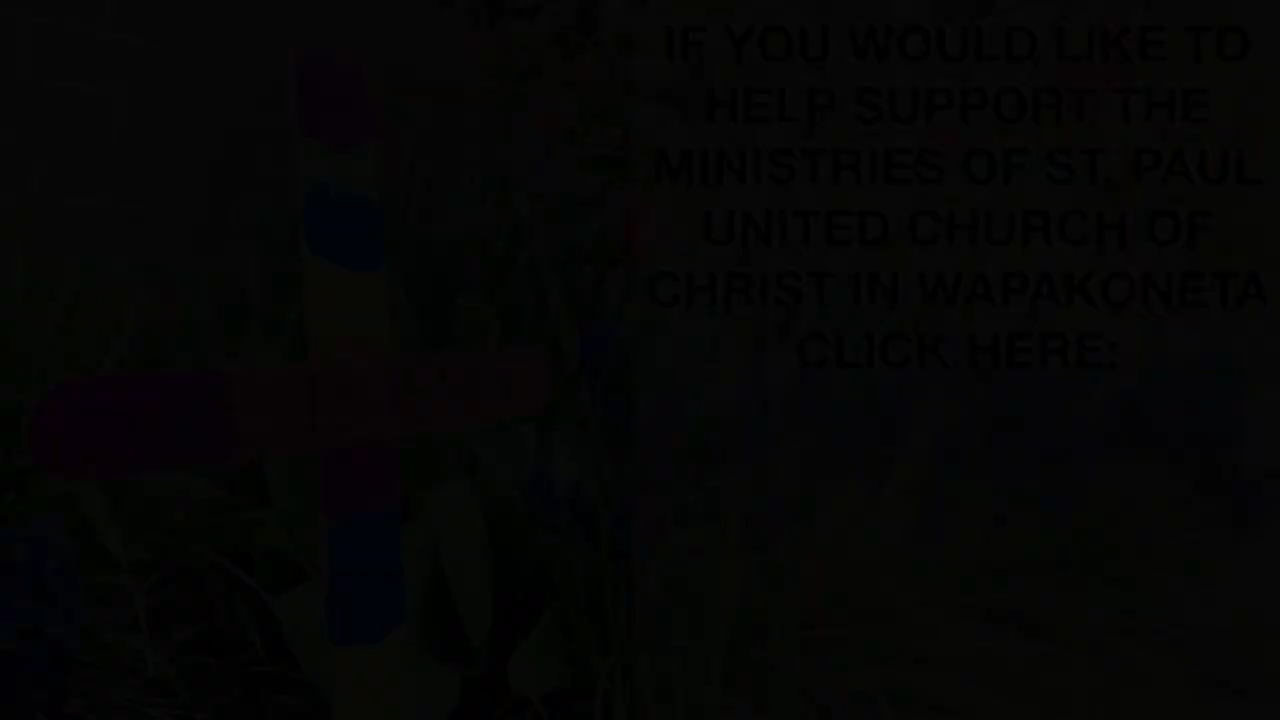 IF YOU WOULD LIKE TO
HELP SUPPORT THE
MINISTRIES OF ST. PAUL
UNITED CHURCH OF
CHRIST IN WAPAKONETA
CLICK HERE: